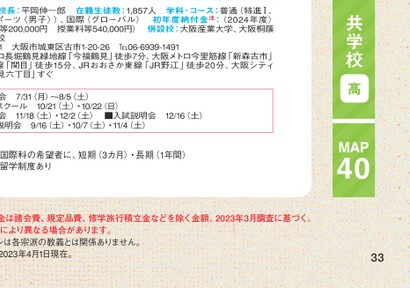 校長：平岡伸一郎　在籍生徒数：1,857人　学科・コース：普通（特進Ⅰ、
ポーツ（男子））、国際（グローバル）　初年度納付金注：（2024年度）
等200,000円　授業料等540,000円）　併設校：大阪産業大学、大阪桐蔭
校
大阪市城東区古市1-20-26　TEL06-6939-1491
ロ長堀鶴見緑地線「今福鶴見」徒歩7分、大阪メトロ今里筋線「新森古市」
線「関目」徒歩15分、JRおおさか東線「JR野江」徒歩20分、大阪シティ
見六丁目」すぐ
会　7/31（月）〜8/5（土）
スクール　10/21（土）・10/22（日）
会　11/18（土）・12/2（土）　■入試説明会　12/16（土）
説明会　9/16（土）・10/7（土）・11/4（土）
国際科の希望者に、短期（3カ月）・長期（1年間）
留学制度あり
金は諸会費、規定品費、修学旅行積立金などを除く金額。2023年3月調査に基づく。
により異なる場合があります。
ンは各宗派の教義とは関係ありません。
2023年4月1日現在。
33
共学校
高
MAP
40